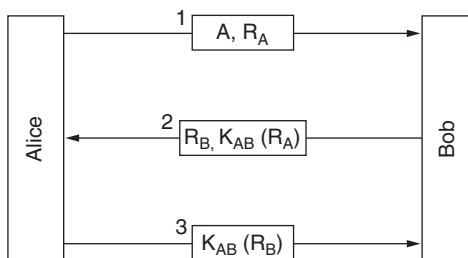 1
A, R_A
Alice
Bob
2
R_B, K_AB (R_A)
3
K_AB (R_B)